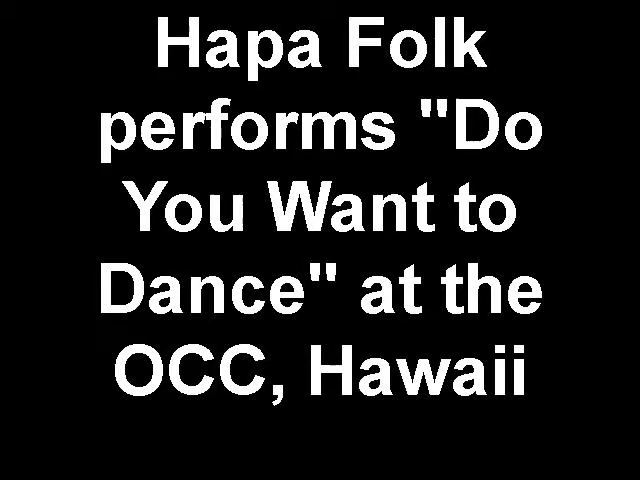 Hapa Folk
performs "Do
You Want to
Dance" at the
OCC, Hawaii